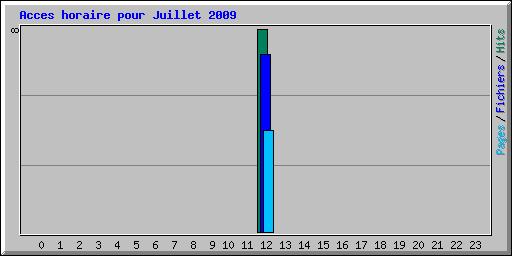 Acces horaire pour Juillet 2009
8
Pages/Fichiers/Hits
0 1 2 3 4 5 6 7 8 9 10 11 12 13 14 15 16 17 18 19 20 21 22 23